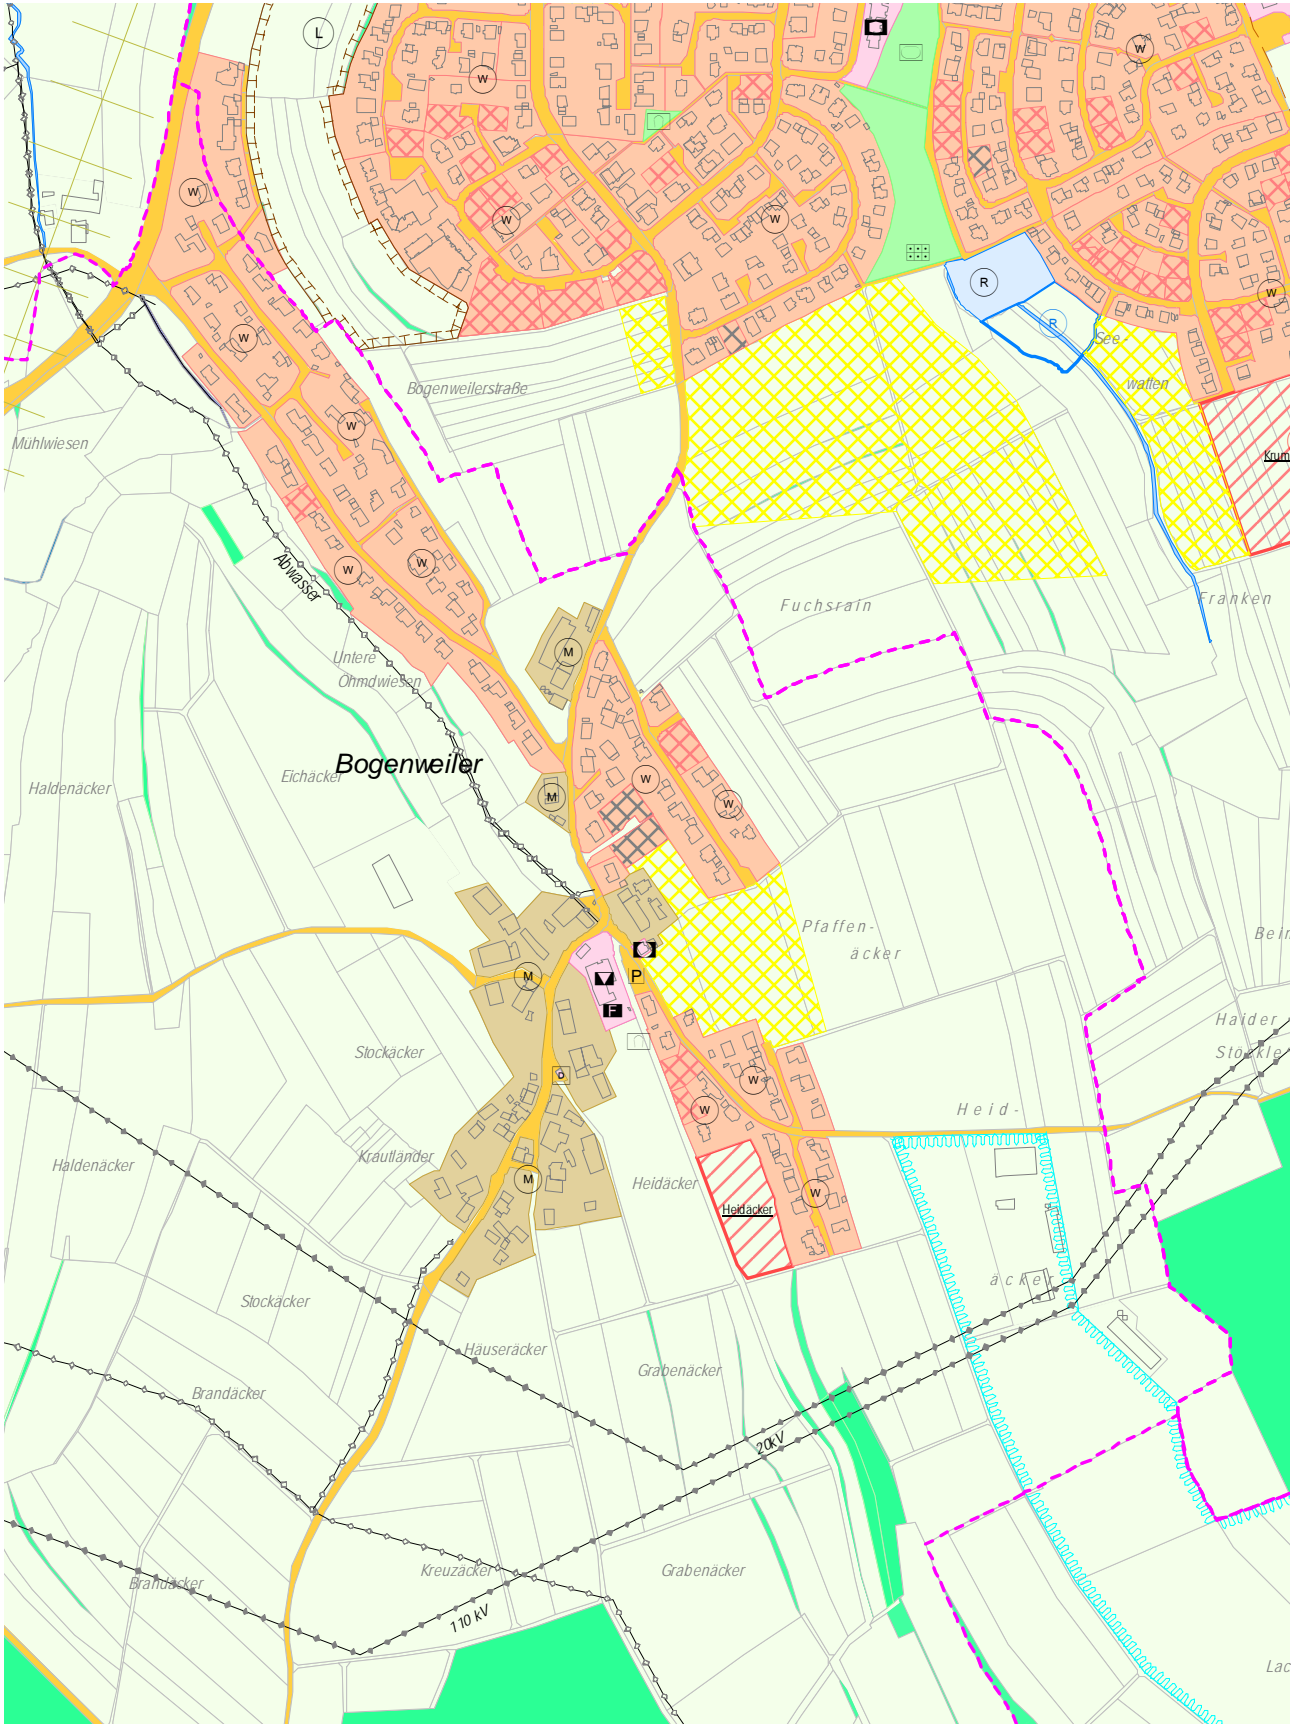 L
W
W
W
W
W
W
R
R
See-
watten
W
W
W
Bogenweilerstraße
Mühlwiesen
Krum
W
W
W
Abwasser
Fuchsrain
Franken
M
Untere
Ohmdwiesen
Bogenweiler
Eichäcker
Haldenäcker
M
W
W
Pfaffen-
äcker
Bein
M
P
F
Haider
Stöckle
Stockäcker
D
W
W
Heid-
Haldenäcker
Krautländer
M
Heidäcker
W
Heidäcker
äcker
Stockäcker
Häuseräcker
Grabenäcker
Brandäcker
20kV
Brandäcker
Kreuzäcker
Grabenäcker
110 kV
Lac